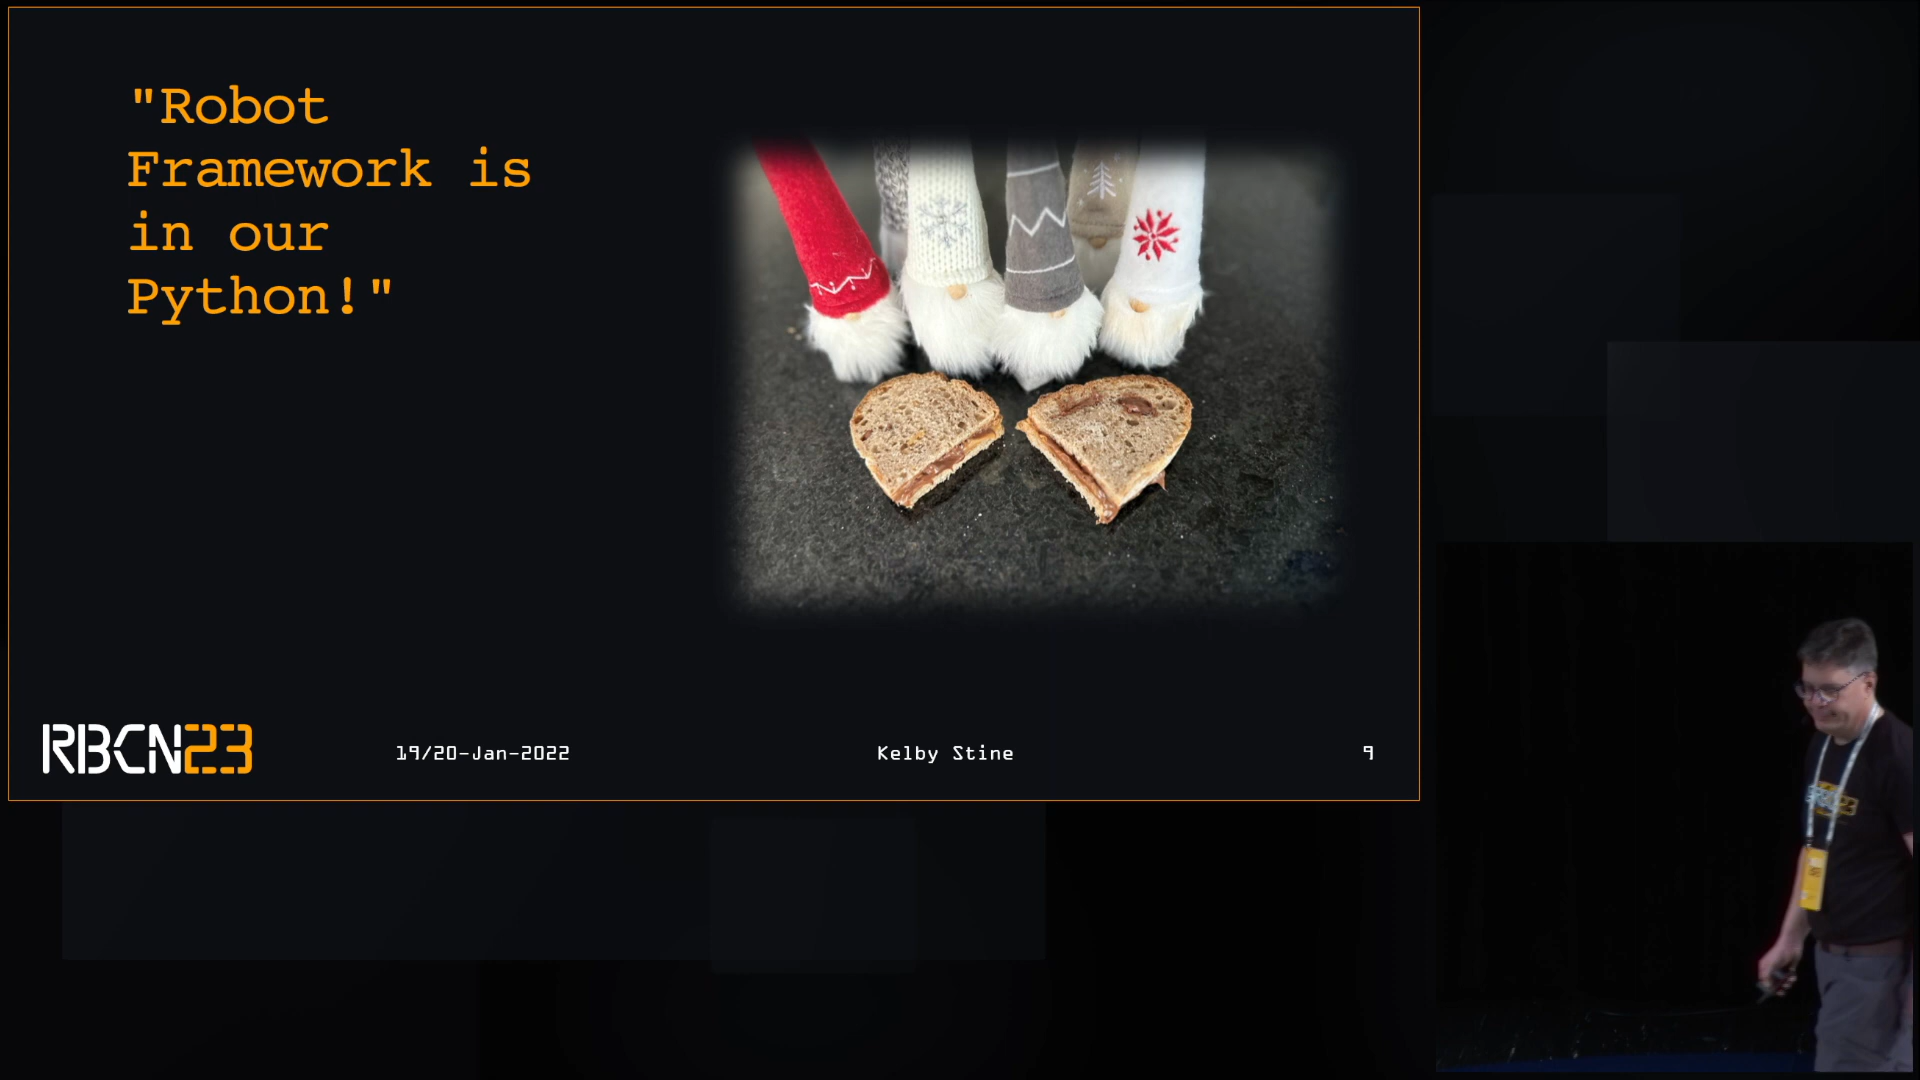 "Robot
Framework is
in our
Python!"
RBCN23
19/20-Jan-2022
Kelby Stine
9